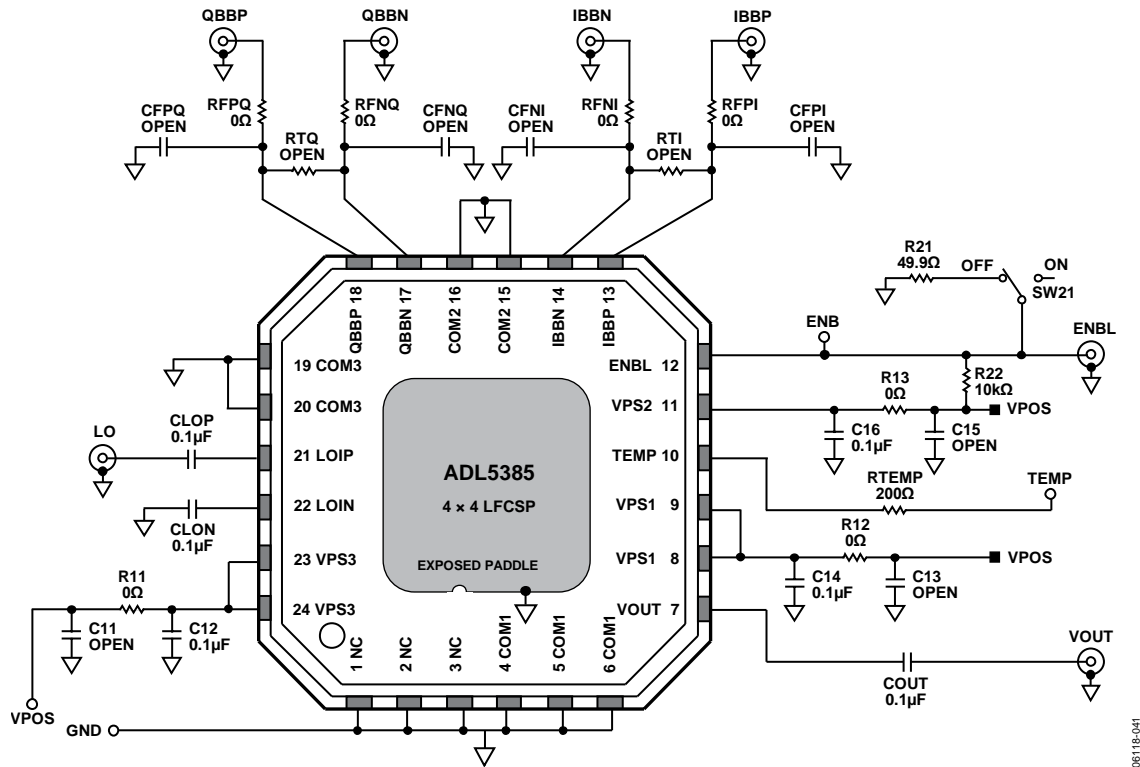 QBBP
QBBN
IBBN
IBBP
RFPQ
0Ω
RFNQ
0Ω
RFNI
0Ω
RFPI
0Ω
CFPQ
OPEN
RTQ
OPEN
CFNQ
OPEN
CFNI
OPEN
RTI
OPEN
CFPI
OPEN
R21
49.9Ω
OFF
ON
SW21
QBBP 18
QBBN 17
COM2 16
COM2 15
IBBN 14
IBBP 13
ENB
ENBL
19 COM3
20 COM3
21 LOIP
22 LOIN
23 VPS3
24 VPS3
ENBL 12
VPS2 11
TEMP 10
VPS1 9
VPS1 8
VOUT 7
R22
10kΩ
R13
0Ω
VPOS
C16
0.1µF
C15
OPEN
LO
CLOP
0.1µF
CLON
0.1µF
ADL5385
4 × 4 LFCSP
EXPOSED PADDLE
RTEMP
200Ω
TEMP
R12
0Ω
VPOS
C14
0.1µF
C13
OPEN
R11
0Ω
C11
OPEN
C12
0.1µF
VPOS
1 NC
2 NC
3 NC
4 COM1
5 COM1
6 COM1
COUT
0.1µF
VOUT
GND
06118-041